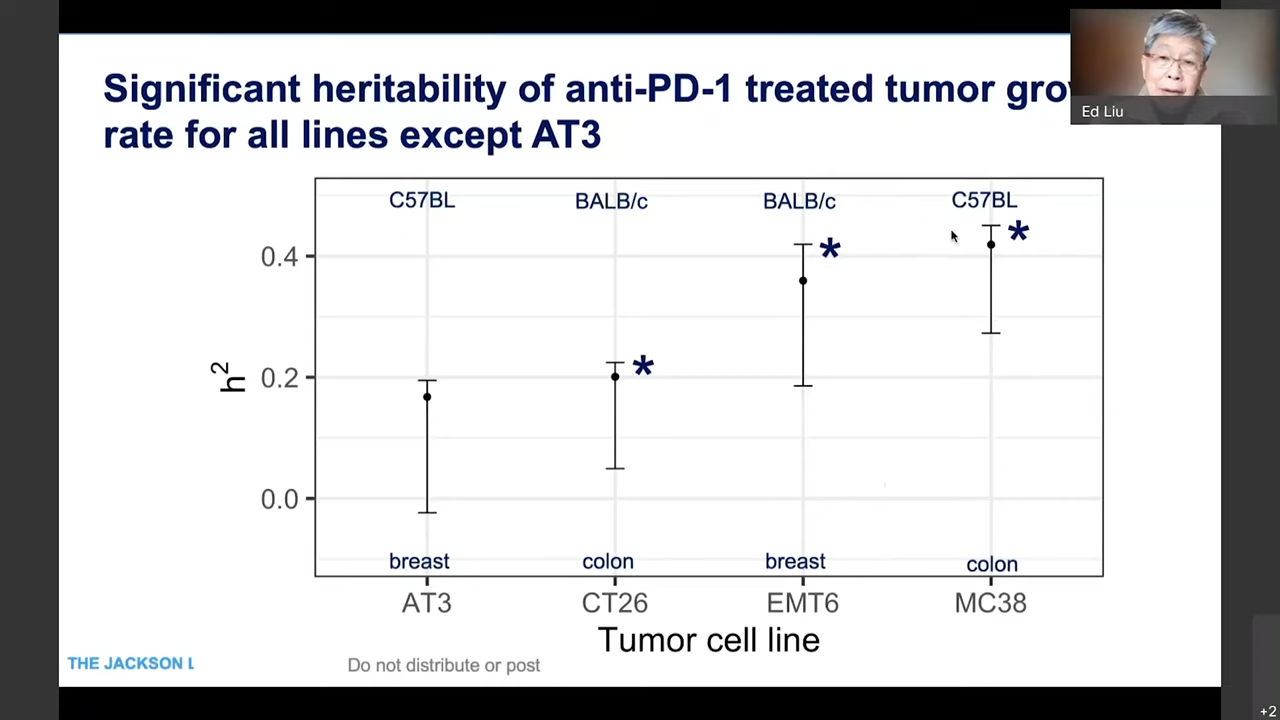 Significant heritability of anti-PD-1 treated tumor
rate for all lines except AT3
Ed Liu
C57BL
BALB/c
BALB/c
C57BL
*
*
*
*
0.4
0.2
0.0
h²
breast
colon
breast
colon
AT3
CT26
EMT6
MC38
Tumor cell line
THE JACKSON
Do not distribute or post
+2